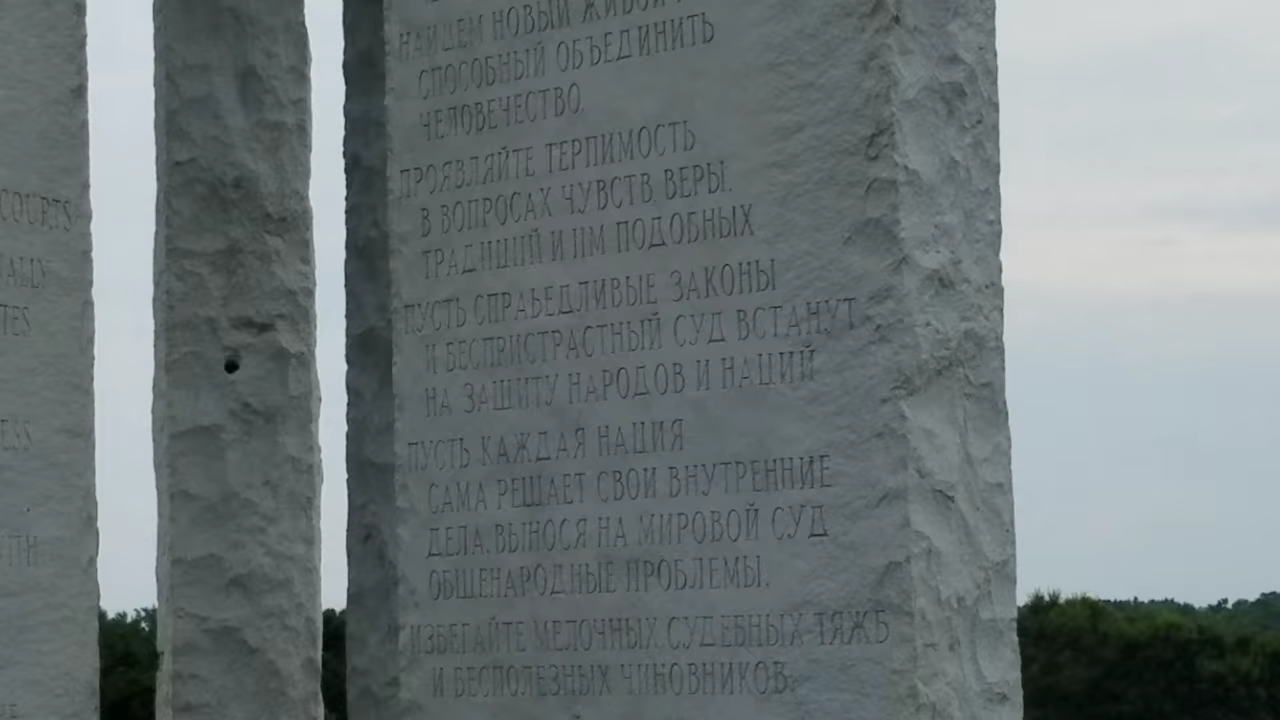 COURTS
НАЙДЕМ НОВЫЙ ЖИВОЙ
СПОСОБНЫЙ ОБЪЕДИНИТЬ
ЧЕЛОВЕЧЕСТВО.
ПРОЯВЛЯЙТЕ ТЕРПИМОСТЬ
В ВОПРОСАХ ЧУВСТВ, ВЕРЫ.
ТРАДИЦИЙ И ИМ ПОДОБНЫХ
ПУСТЬ СПРАВЕДЛИВЫЕ ЗАКОНЫ
И БЕСПРИСТРАСТНЫЙ СУД ВСТАНУТ
НА ЗАЩИТУ НАРОДОВ И НАЦИЙ
ПУСТЬ КАЖДАЯ НАЦИЯ
САМА РЕШАЕТ СВОИ ВНУТРЕННИЕ
ДЕЛА, ВЫНОСЯ НА МИРОВОЙ СУД
ОБЩЕНАРОДНЫЕ ПРОБЛЕМЫ.
ИЗБЕГАЙТЕ МЕЛОЧНЫХ СУДЕБНЫХ ТЯЖБ
И БЕСПОЛЕЗНЫХ ЧИНОВНИКОВ.